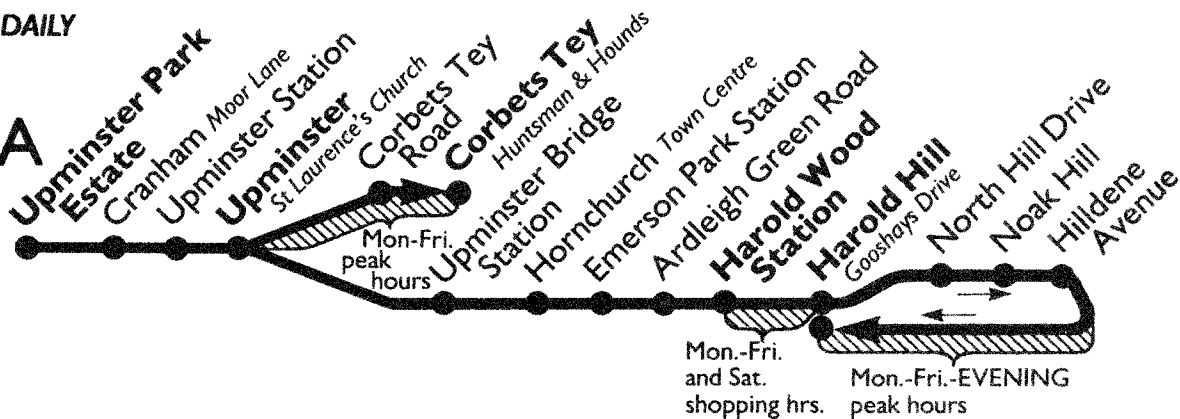 DAILY
A
Upminster Park
Estate
Cranham Moor Lane
Upminster Station
Upminster
St Laurence's Church
Corbets Tey
Road
Corbets Tey
Huntsman & Hounds
Mon-Fri.
peak
hours
Upminster Bridge
Station
Hornchurch Town Centre
Emerson Park Station
Ardleigh Green Road
Harold Wood
Station
Harold Hill
Gooshays Drive
North Hill Drive
Noak Hill
Hilldene
Avenue
Mon.-Fri.
and Sat.
shopping hrs.
Mon.-Fri.-EVENING
peak hours